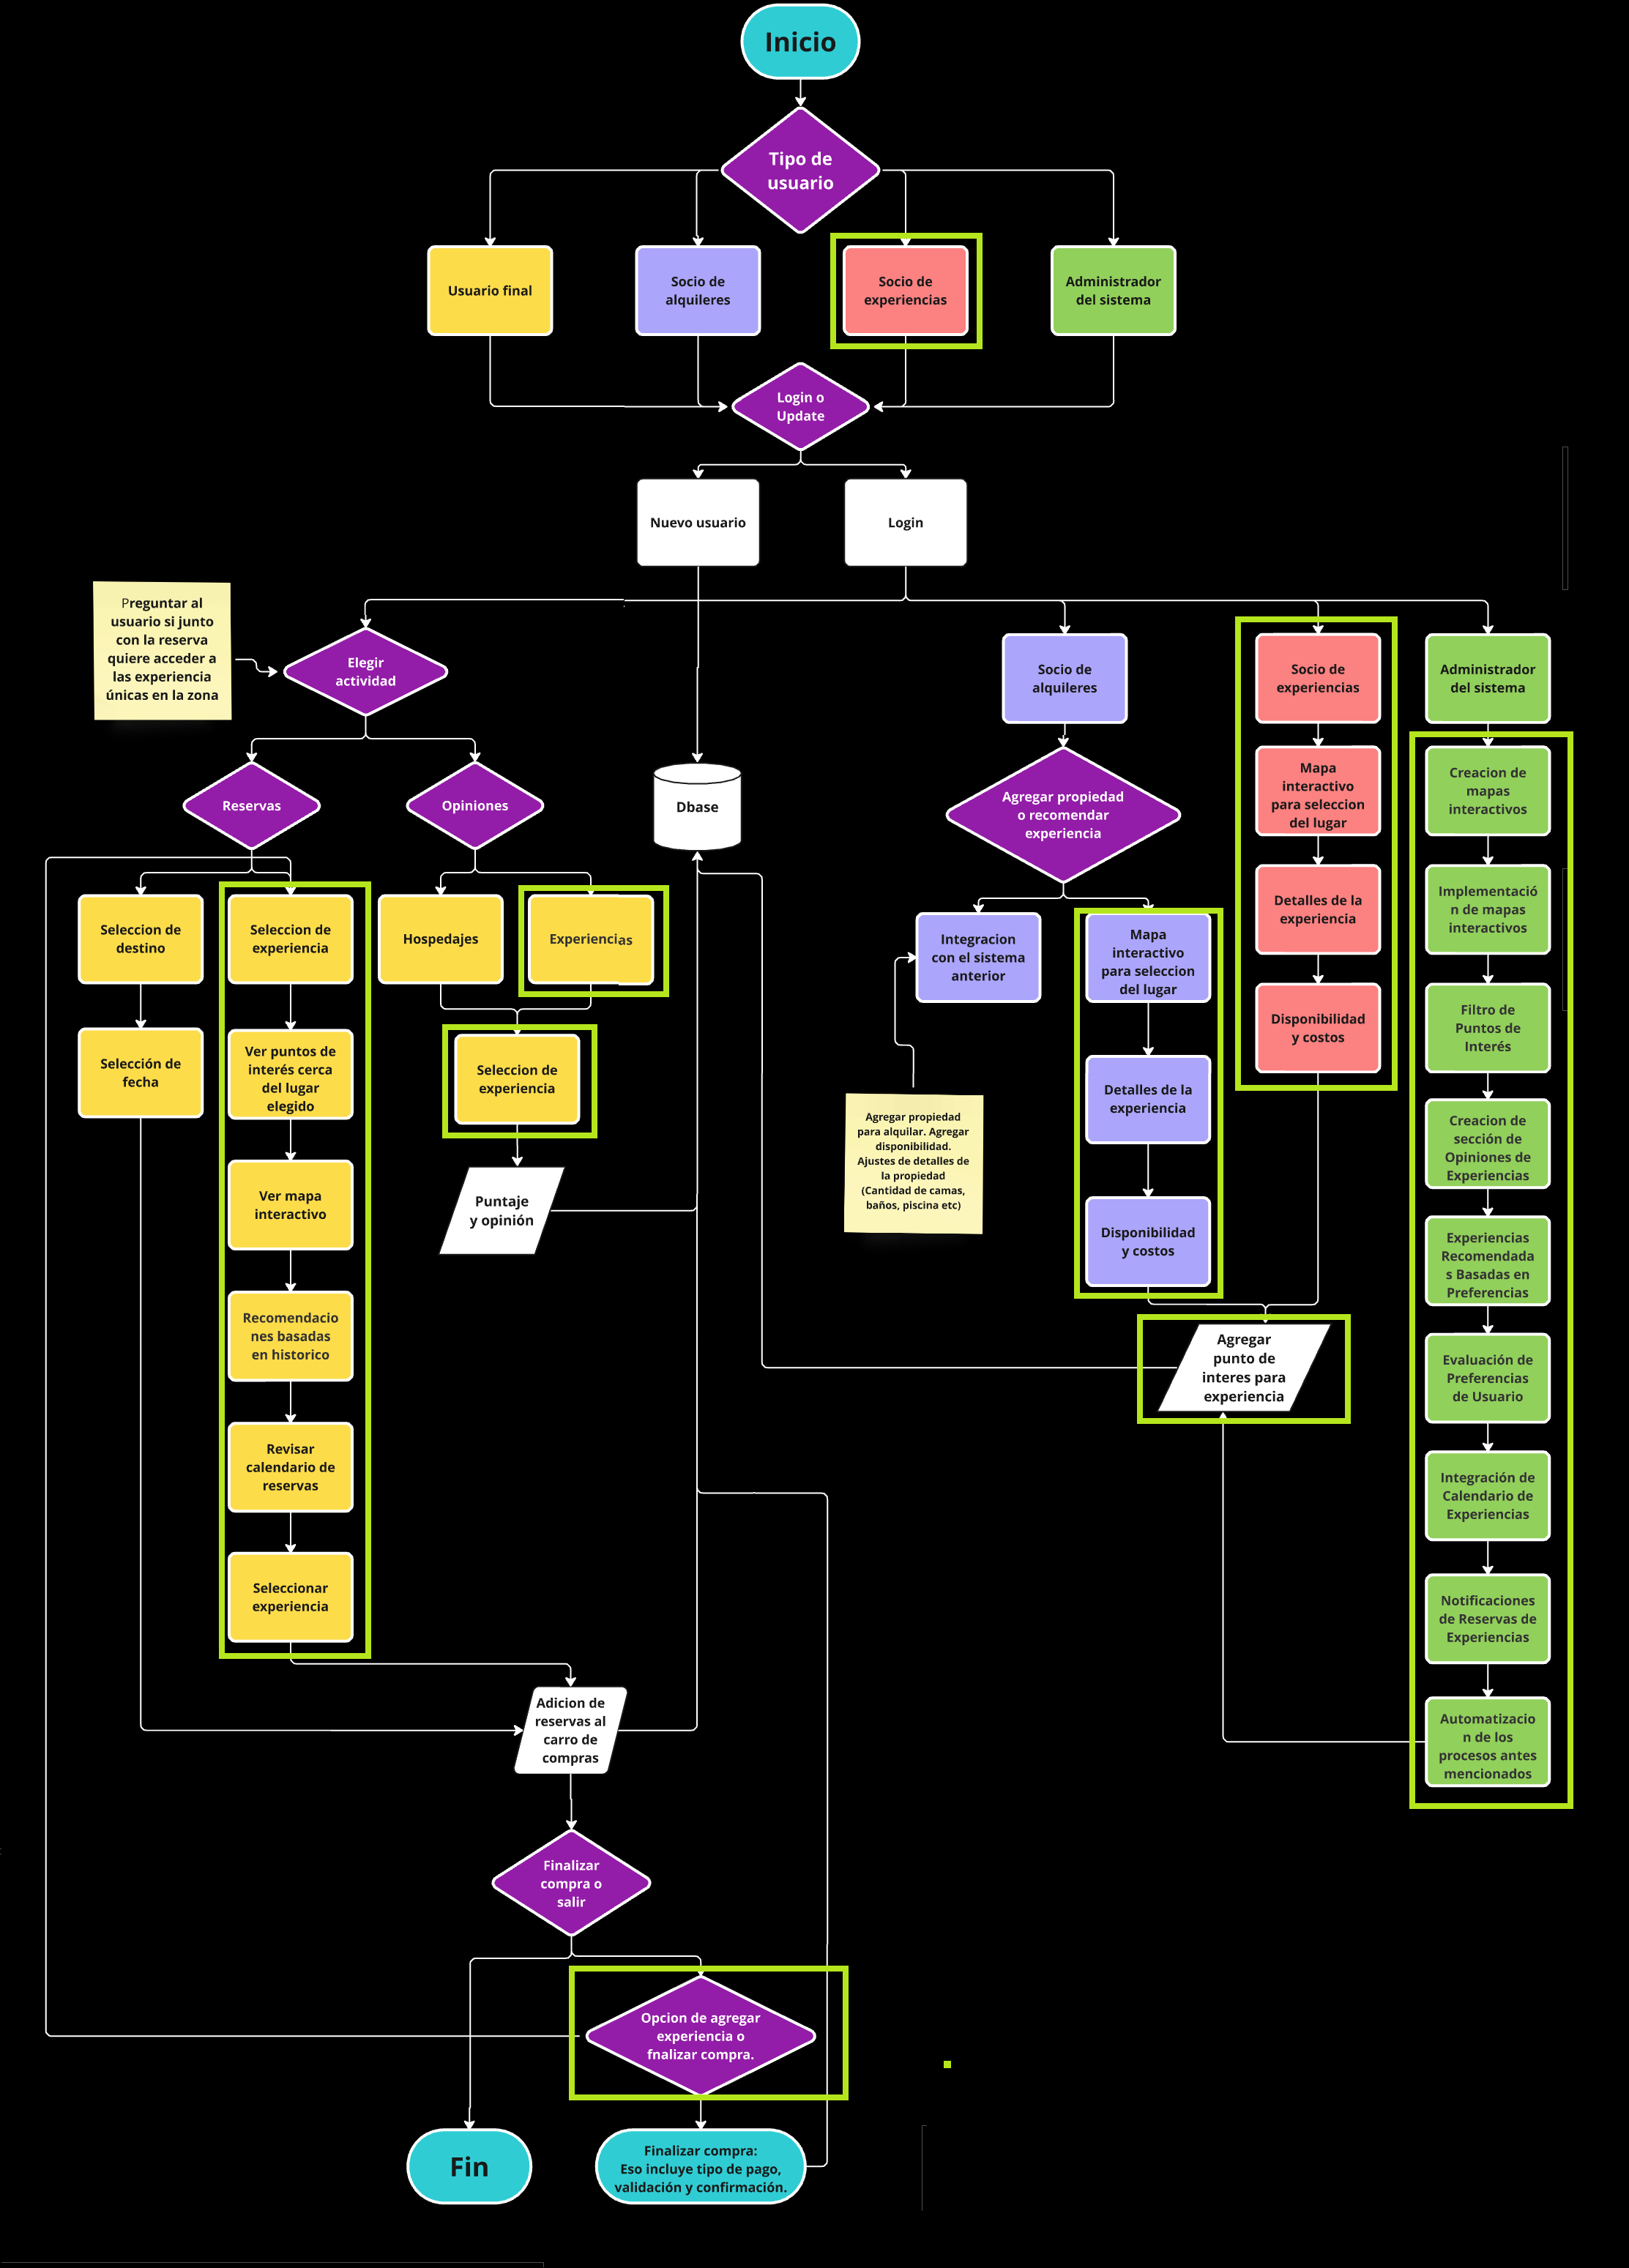 Inicio
Tipo de
usuario
Usuario final
Socio de
alquileres
Socio de
experiencias
Administrador
del sistema
Login o
Update
Nuevo usuario
Login
Preguntar al
usuario si junto
con la reserva
quiere acceder a
las experiencia
únicas en la zona
Elegir
actividad
Socio de
alquileres
Socio de
experiencias
Administrador
del sistema
Reservas
Opiniones
Dbase
Agregar propiedad
o recomendar
experiencia
Mapa
interactivo
para seleccion
del lugar
Creacion de
mapas
interactivos
Seleccion de
destino
Seleccion de
experiencia
Hospedajes
Experiencias
Integracion
con el sistema
anterior
Mapa
interactivo
para seleccion
del lugar
Detalles de la
experiencia
Implementació
n de mapas
interactivos
Selección de
fecha
Ver puntos de
interés cerca
del lugar
elegido
Seleccion de
experiencia
Detalles de la
experiencia
Disponibilidad
y costos
Filtro de
Puntos de
Interés
Agregar propiedad
para alquilar. Agregar
disponibilidad.
Ajustes de detalles de
la propiedad
(Cantidad de camas,
baños, piscina etc)
Creacion de
sección de
Opiniones de
Experiencias
Ver mapa
interactivo
Puntaje
y opinión
Disponibilidad
y costos
Experiencias
Recomendada
s Basadas en
Preferencias
Recomendacio
nes basadas
en historico
Agregar
punto de
interes para
experiencia
Evaluación de
Preferencias
de Usuario
Revisar
calendario de
reservas
Integración de
Calendario de
Experiencias
Seleccionar
experiencia
Notificaciones
de Reservas de
Experiencias
Adicion de
reservas al
carro de
compras
Automatizacio
n de los
procesos antes
mencionados
Finalizar
compra o
salir
Opcion de agregar
experiencia o
fnalizar compra.
Fin
Finalizar compra:
Eso incluye tipo de pago,
validación y confirmación.